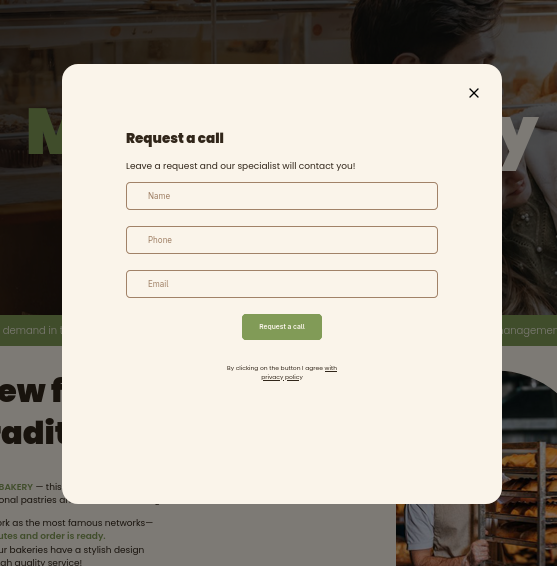 M
y
Request a call
Leave a request and our specialist will contact you!
Name
Phone
Email
Request a call
By clicking on the button I agree with
privacy policy
demand in
ew f
adit
BAKERY — this
onal pastries
ork as the most famous networks—
utes and order is ready.
ur bakeries have a stylish design
gh quality service!